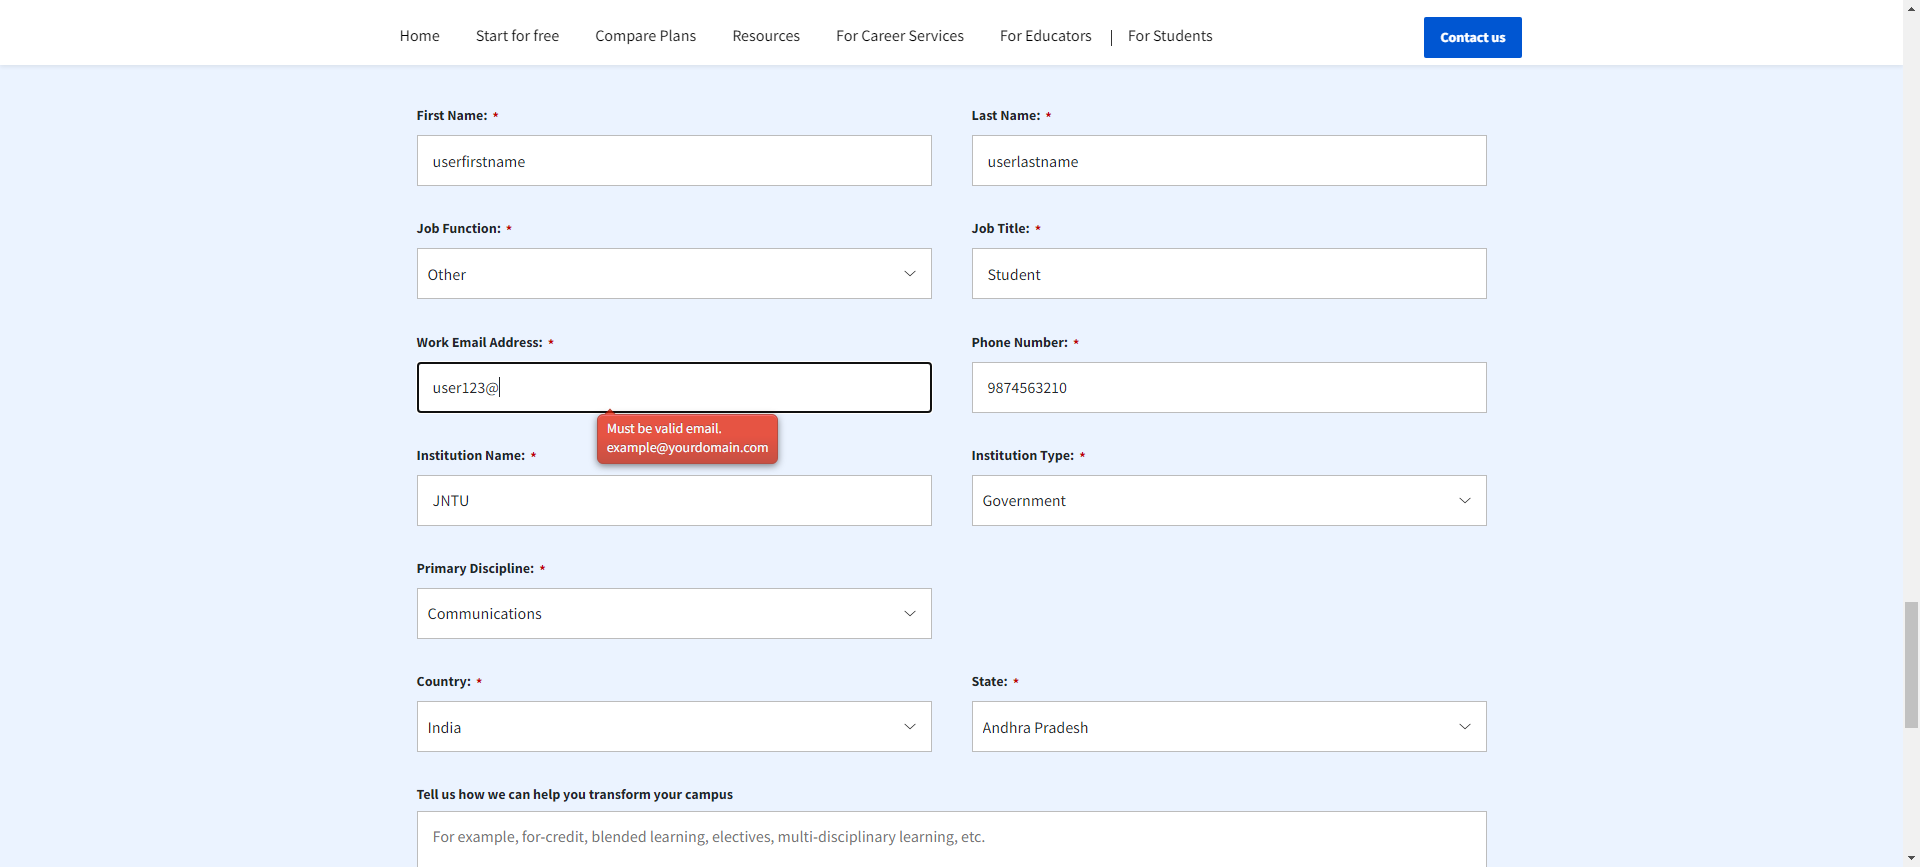 Home Start for free Compare Plans Resources For Career Services For Educators | For Students Contact us
First Name: * Last Name: *
userfirstname userlastname
Job Function: * Job Title: *
Other Student
Work Email Address: * Phone Number: *
user123@ 9874563210
Must be valid email.
example@yourdomain.com
Institution Name: * Institution Type: *
JNTU Government
Primary Discipline: *
Communications
Country: * State: *
India Andhra Pradesh
Tell us how we can help you transform your campus
For example, for-credit, blended learning, electives, multi-disciplinary learning, etc.